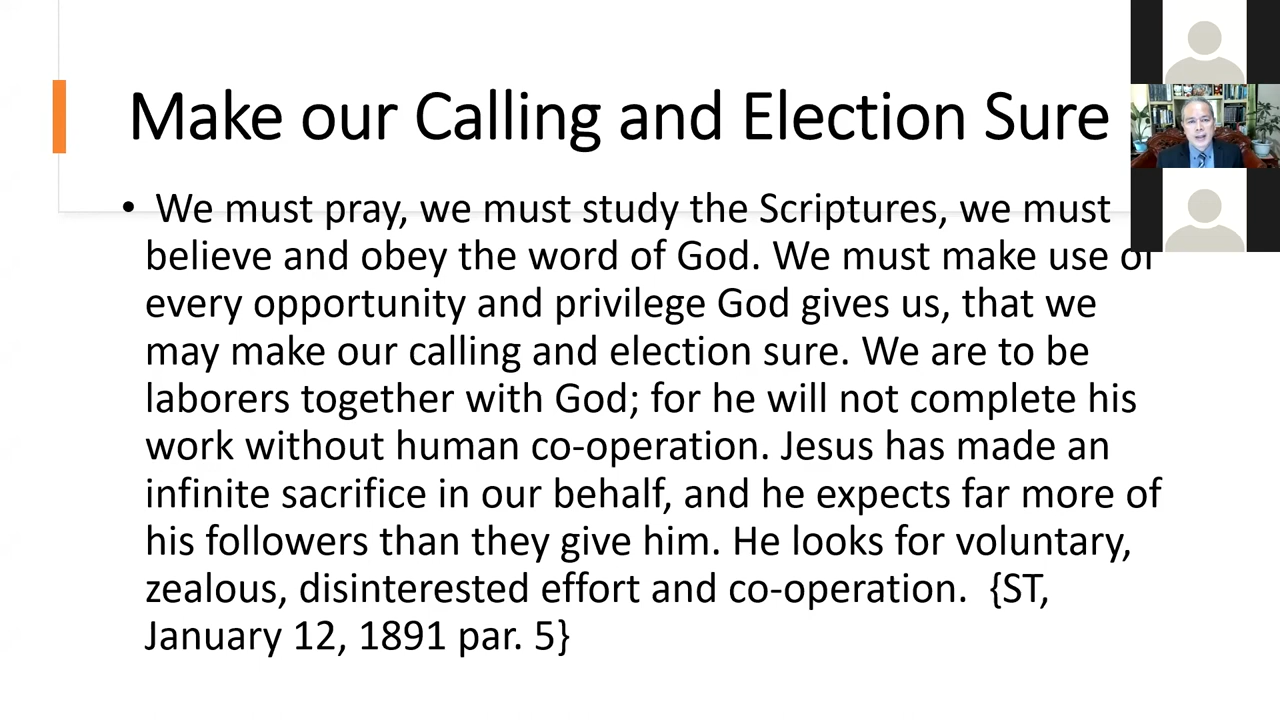 Make our Calling and Election Sure
• We must pray, we must study the Scriptures, we must
believe and obey the word of God. We must make use of
every opportunity and privilege God gives us, that we
may make our calling and election sure. We are to be
laborers together with God; for he will not complete his
work without human co-operation. Jesus has made an
infinite sacrifice in our behalf, and he expects far more of
his followers than they give him. He looks for voluntary,
zealous, disinterested effort and co-operation.  {ST,
January 12, 1891 par. 5}